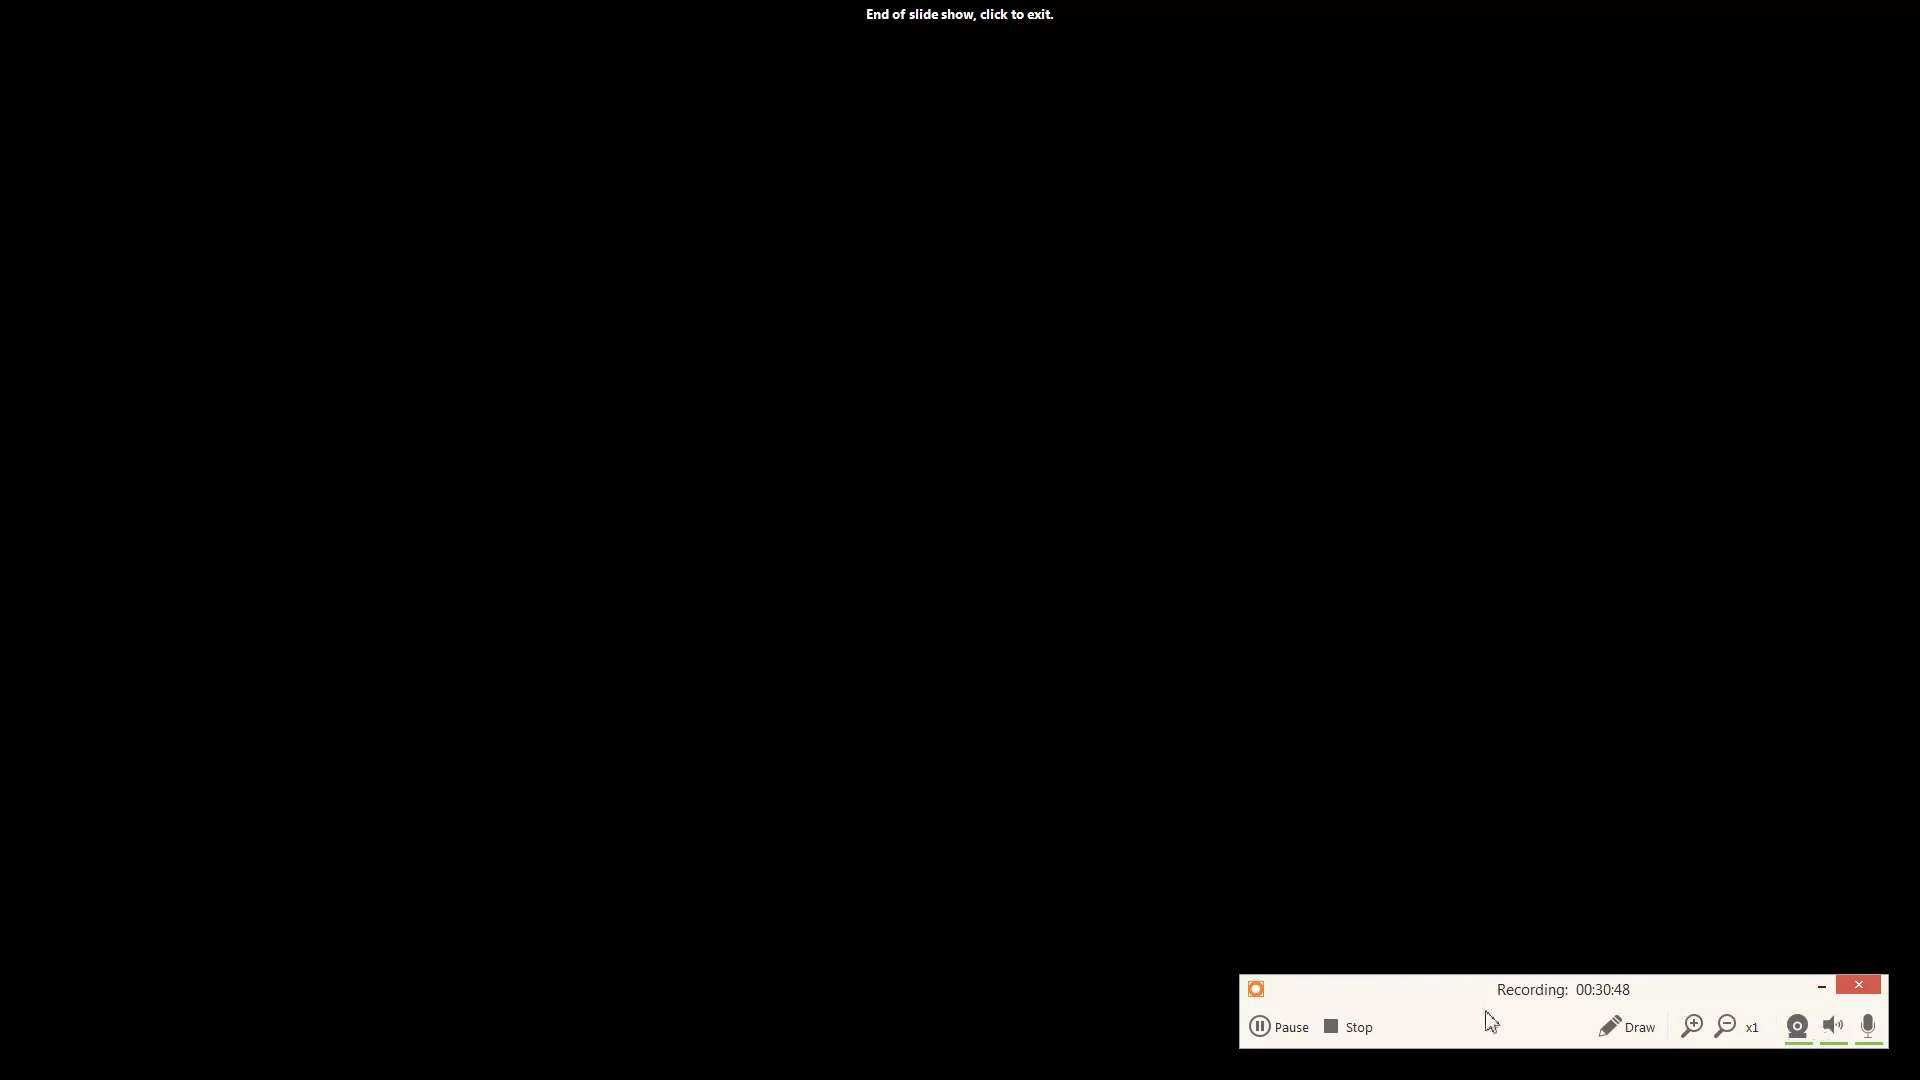 End of slide show, click to exit.
Recording: 00:30:48
Pause Stop Draw x1